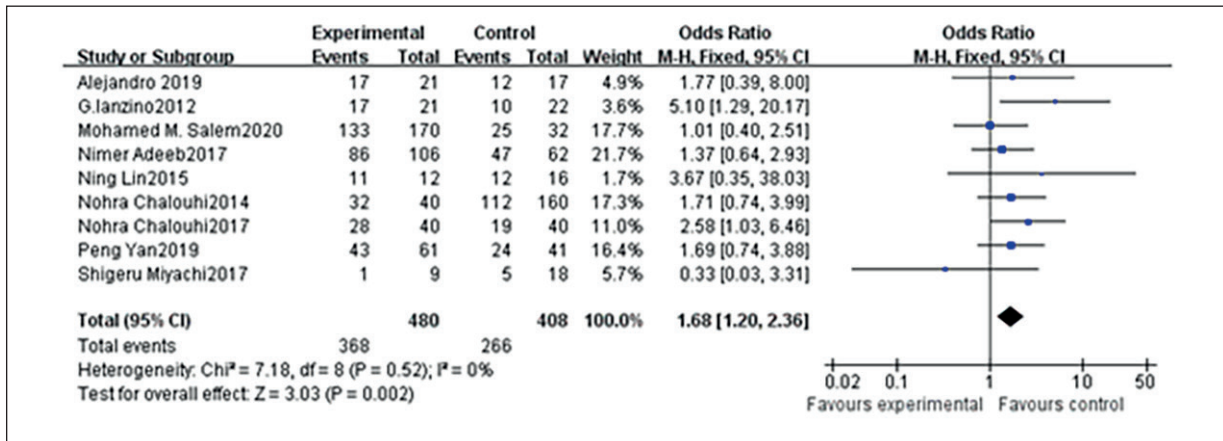 Experimental Control Odds Ratio Odds Ratio
Study or Subgroup Events Total Events Total Weight M-H, Fixed, 95% CI M-H, Fixed, 95% CI
Alejandro 2019 17 21 12 17 4.9% 1.77 [0.39, 8.00]
G.lanzino2012 17 21 10 22 3.6% 5.10 [1.29, 20.17]
Mohamed M. Salem2020 133 170 25 32 17.7% 1.01 [0.40, 2.51]
Nimer Adeeb2017 86 106 47 62 21.7% 1.37 [0.64, 2.93]
Ning Lin2015 11 12 12 16 1.7% 3.67 [0.35, 38.03]
Nohra Chalouhi2014 32 40 112 160 17.3% 1.71 [0.74, 3.99]
Nohra Chalouhi2017 28 40 19 40 11.0% 2.58 [1.03, 6.46]
Peng Yan2019 43 61 24 41 16.4% 1.69 [0.74, 3.88]
Shigeru Miyachi2017 1 9 5 18 5.7% 0.33 [0.03, 3.31]
Total (95% CI) 480 408 100.0% 1.68 [1.20, 2.36]
Total events 368 266
Heterogeneity: Chi² = 7.18, df = 8 (P = 0.52); I² = 0%
Test for overall effect: Z = 3.03 (P = 0.002)
0.02 0.1 1 10 50
Favours experimental Favours control